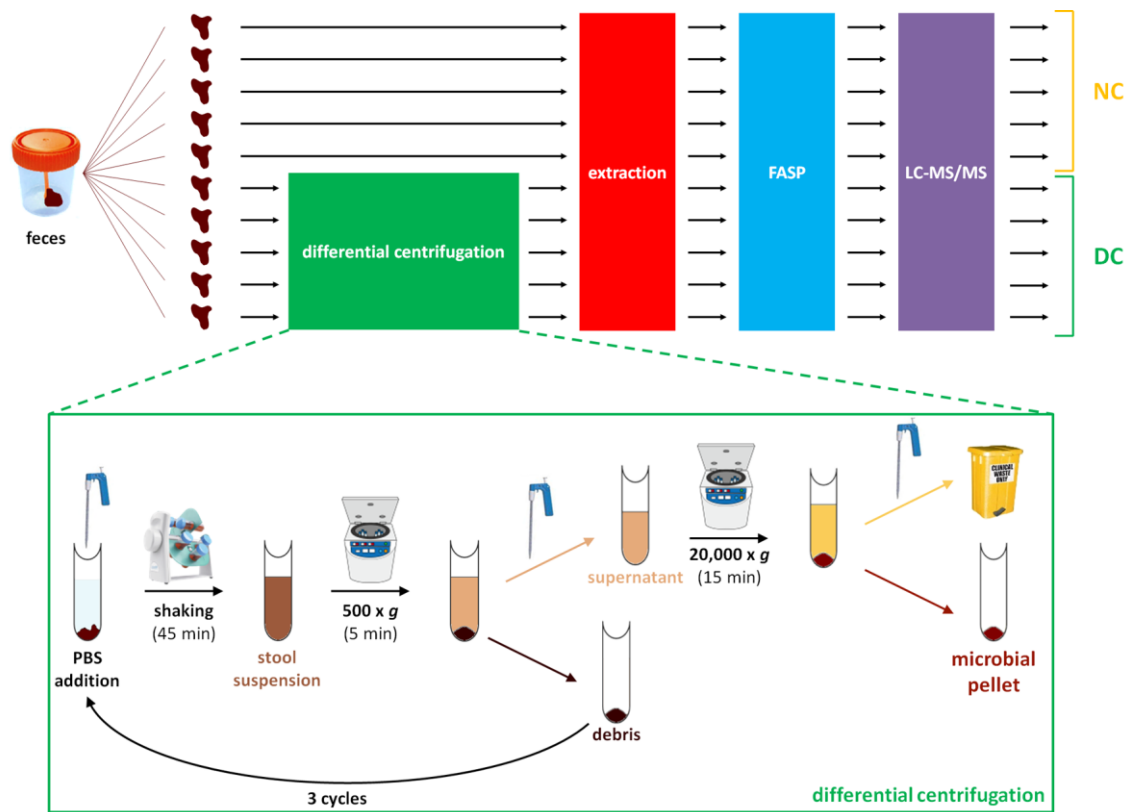 NC
extraction
FASP
LC-MS/MS
feces
differential centrifugation
DC
CLINICAL
WASTE
ONLY
supernatant
20,000 x g
(15 min)
shaking
(45 min)
500 x g
(5 min)
PBS
addition
stool
suspension
microbial
pellet
debris
3 cycles
differential centrifugation